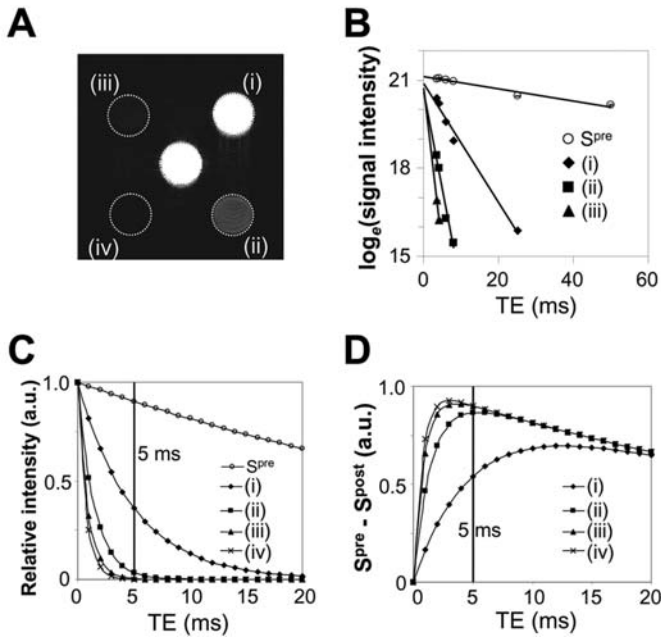 A
(iii)
(i)
(iv)
(ii)
B
log_e(signal intensity)
21
18
15
0
20
40
60
TE (ms)
S^pre
(i)
(ii)
(iii)
C
Relative intensity (a.u.)
1.0
0.5
0
0
5
10
15
20
TE (ms)
5 ms
S^pre
(i)
(ii)
(iii)
(iv)
D
S^pre - S^post (a.u.)
1.0
0.5
0
0
5
10
15
20
TE (ms)
5 ms
(i)
(ii)
(iii)
(iv)